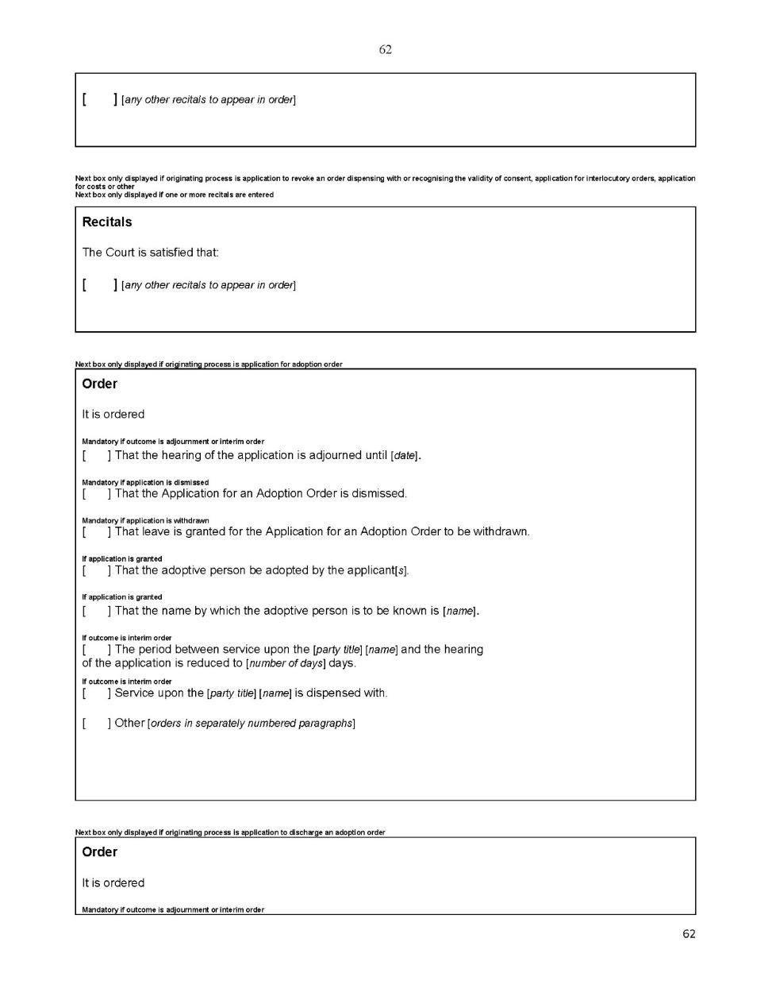 62
[ ] [any other recitals to appear in order]
Next box only displayed if originating process is application to revoke an order dispensing with or recognising the validity of consent, application for interlocutory orders, application
for costs or other
Next box only displayed if one or more recitals are entered
Recitals
The Court is satisfied that:
[ ] [any other recitals to appear in order]
Next box only displayed if originating process is application for adoption order
Order
It is ordered
Mandatory if outcome is adjournment or interim order
[ ] That the hearing of the application is adjourned until [date].
Mandatory if application is dismissed
[ ] That the Application for an Adoption Order is dismissed.
Mandatory if application is withdrawn
[ ] That leave is granted for the Application for an Adoption Order to be withdrawn.
If application is granted
[ ] That the adoptive person be adopted by the applicant[s].
If application is granted
[ ] That the name by which the adoptive person is to be known is [name].
If outcome is interim order
[ ] The period between service upon the [party title] [name] and the hearing
of the application is reduced to [number of days] days.
If outcome is interim order
[ ] Service upon the [party title] [name] is dispensed with.
[ ] Other [orders in separately numbered paragraphs]
Next box only displayed if originating process is application to discharge an adoption order
Order
It is ordered
Mandatory if outcome is adjournment or interim order
62